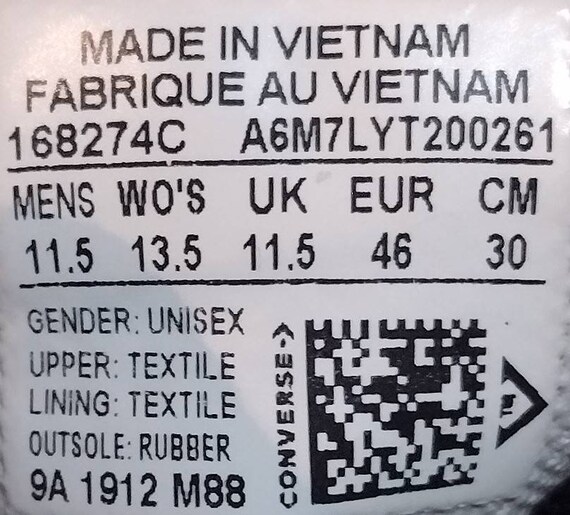 MADE IN VIETNAM
FABRIQUE AU VIETNAM
168274C A6M7LYT200261
MENS WO'S UK EUR CM
11.5 13.5 11.5 46 30
GENDER: UNISEX
UPPER: TEXTILE
LINING: TEXTILE
OUTSOLE: RUBBER
9A 1912 M88
CONVERSE